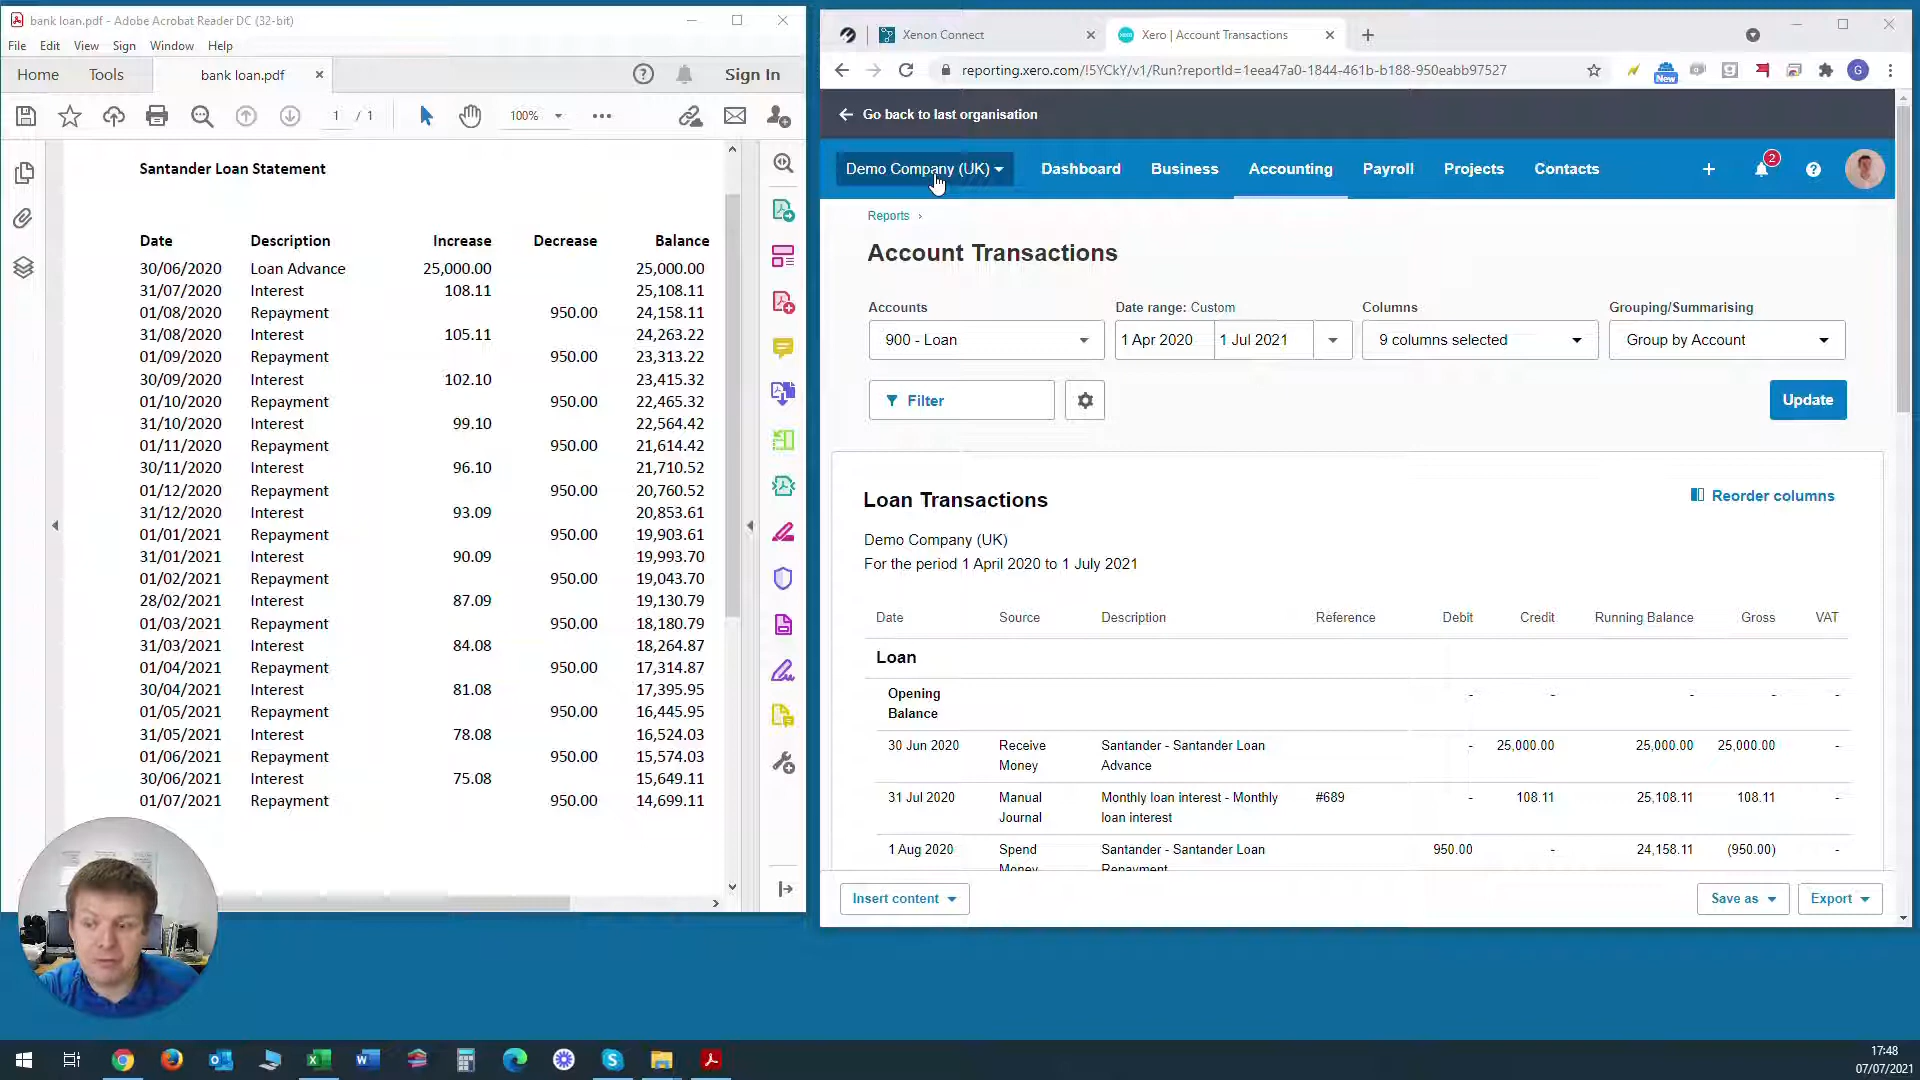 bank loan.pdf - Adobe Acrobat Reader DC (32-bit)
File Edit View Sign Window Help
Home Tools bank loan.pdf × Sign In
1 / 1 100%
Santander Loan Statement
Date Description Increase Decrease Balance
30/06/2020 Loan Advance 25,000.00 25,000.00
31/07/2020 Interest 108.11 25,108.11
01/08/2020 Repayment 950.00 24,158.11
31/08/2020 Interest 105.11 24,263.22
01/09/2020 Repayment 950.00 23,313.22
30/09/2020 Interest 102.10 23,415.32
01/10/2020 Repayment 950.00 22,465.32
31/10/2020 Interest 99.10 22,564.42
01/11/2020 Repayment 950.00 21,614.42
30/11/2020 Interest 96.10 21,710.52
01/12/2020 Repayment 950.00 20,760.52
31/12/2020 Interest 93.09 20,853.61
01/01/2021 Repayment 950.00 19,903.61
31/01/2021 Interest 90.09 19,993.70
01/02/2021 Repayment 950.00 19,043.70
28/02/2021 Interest 87.09 19,130.79
01/03/2021 Repayment 950.00 18,180.79
31/03/2021 Interest 84.08 18,264.87
01/04/2021 Repayment 950.00 17,314.87
30/04/2021 Interest 81.08 17,395.95
01/05/2021 Repayment 950.00 16,445.95
31/05/2021 Interest 78.08 16,524.03
01/06/2021 Repayment 950.00 15,574.03
30/06/2021 Interest 75.08 15,649.11
01/07/2021 Repayment 950.00 14,699.11
Xenon Connect xero Xero | Account Transactions
reporting.xero.com/!5YCkY/v1/Run?reportId=1eea47a0-1844-461b-b188-950eabb97527 New G
Go back to last organisation
Demo Company (UK) Dashboard Business Accounting Payroll Projects Contacts + 2 ?
Reports ›
Account Transactions
Accounts Date range: Custom Columns Grouping/Summarising
900 - Loan 1 Apr 2020 1 Jul 2021 9 columns selected Group by Account
Filter Update
Loan Transactions Reorder columns
Demo Company (UK)
For the period 1 April 2020 to 1 July 2021
Date Source Description Reference Debit Credit Running Balance Gross VAT
Loan
Opening Balance - - - - -
30 Jun 2020 Receive Money Santander - Santander Loan Advance - 25,000.00 25,000.00 25,000.00 -
31 Jul 2020 Manual Journal Monthly loan interest - Monthly loan interest #689 - 108.11 25,108.11 108.11 -
1 Aug 2020 Spend Money Santander - Santander Loan Repayment 950.00 - 24,158.11 (950.00) -
Insert content Save as Export
17:48
07/07/2021